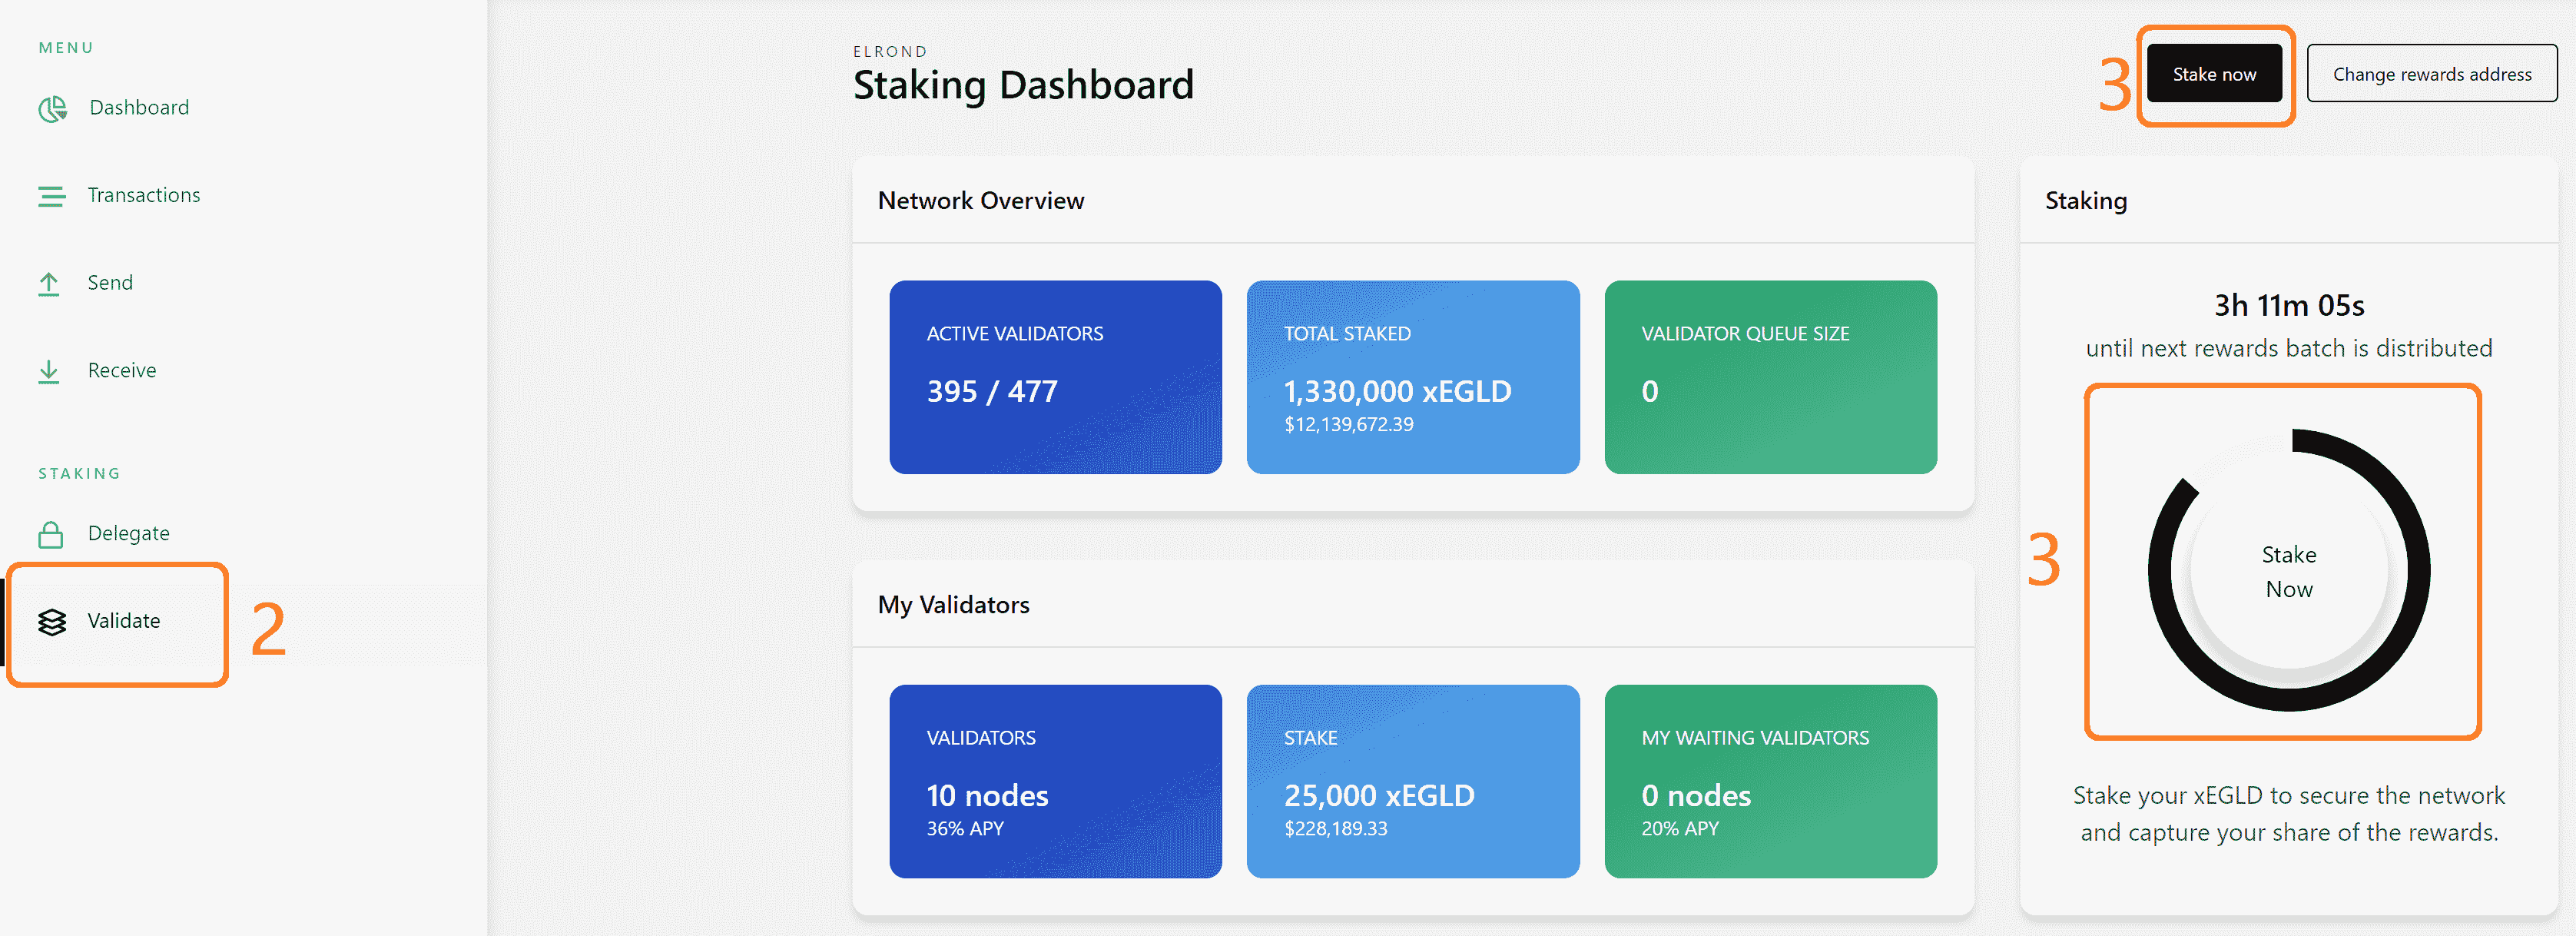 MENU
Dashboard
Transactions
Send
Receive
STAKING
Delegate
Validate
2
ELROND
Staking Dashboard
3
Stake now
Change rewards address
Network Overview
ACTIVE VALIDATORS
395 / 477
TOTAL STAKED
1,330,000 xEGLD
$12,139,672.39
VALIDATOR QUEUE SIZE
0
My Validators
VALIDATORS
10 nodes
36% APY
STAKE
25,000 xEGLD
$228,189.33
MY WAITING VALIDATORS
0 nodes
20% APY
Staking
3h 11m 05s
until next rewards batch is distributed
3
Stake
Now
Stake your xEGLD to secure the network
and capture your share of the rewards.